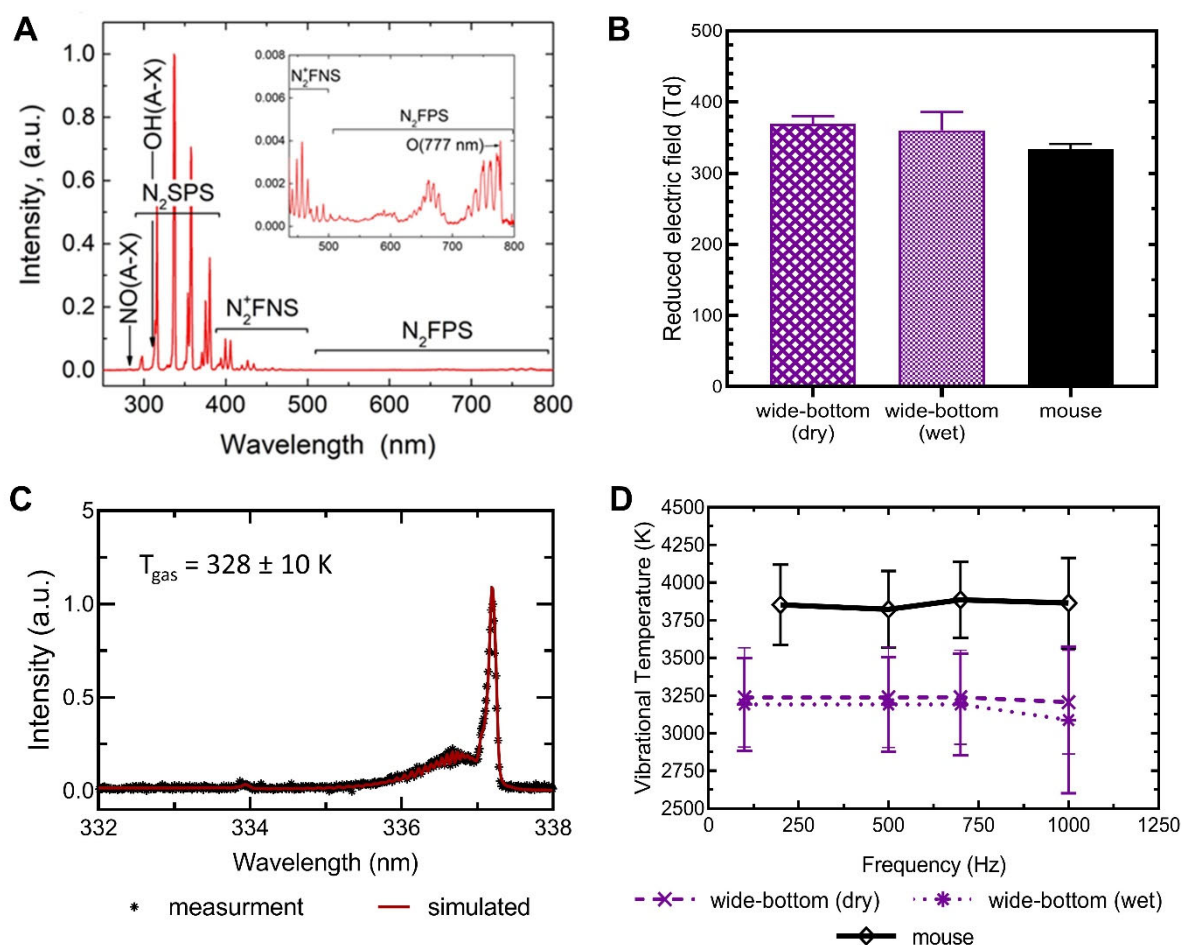 A
Intensity, (a.u.)
1.0
0.8
0.6
0.4
0.2
0.0
NO(A-X)
OH(A-X)
N₂SPS
N₂⁺FNS
N₂FPS
300
400
500
600
700
800
Wavelength (nm)
0.008
0.006
0.004
0.002
0.000
N₂⁺FNS
N₂FPS
O(777 nm)
500
600
700
800
B
Reduced electric field (Td)
500
400
300
200
100
0
wide-bottom
(dry)
wide-bottom
(wet)
mouse
C
Intensity (a.u.)
5
1.0
0.5
0.0
T gas = 328 ± 10 K
332
334
336
338
Wavelength (nm)
measurment
simulated
D
Vibrational Temperature (K)
4500
4250
4000
3750
3500
3250
3000
2750
2500
0
250
500
750
1000
1250
Frequency (Hz)
wide-bottom (dry)
wide-bottom (wet)
mouse